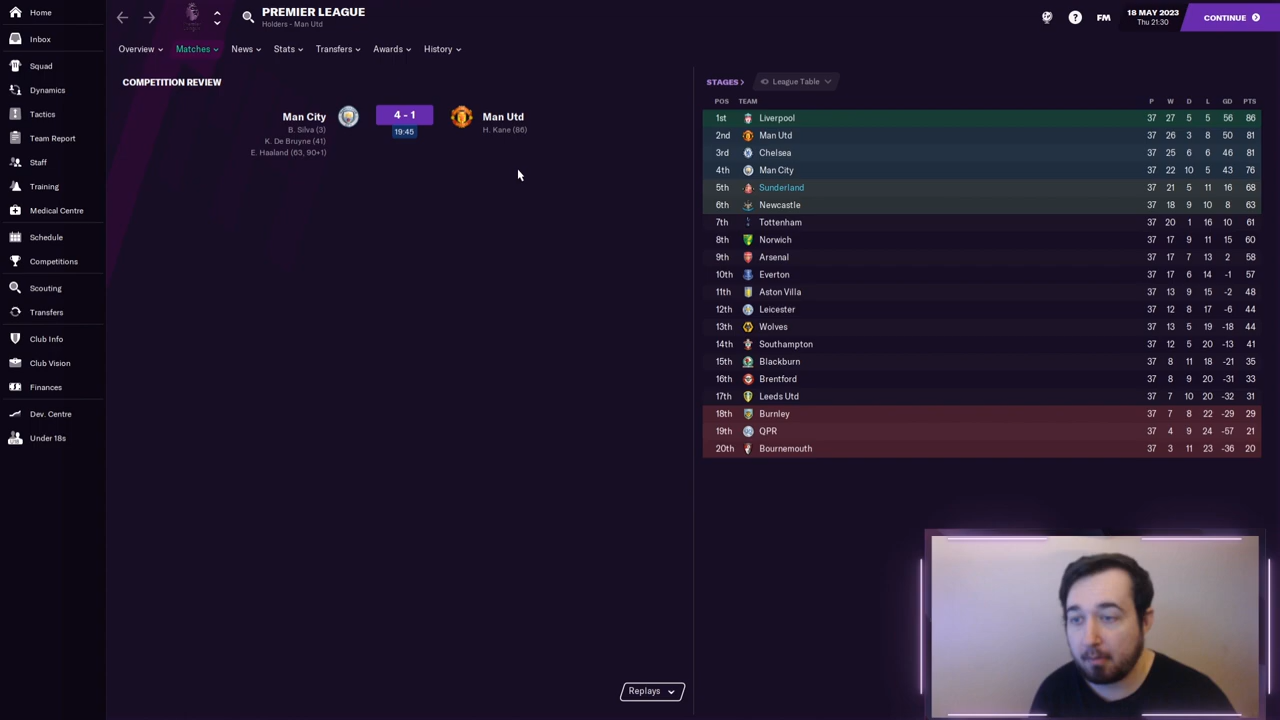 PREMIER LEAGUE
Holders - Man Utd
FM
18 MAY 2023
Thu 21:30
CONTINUE
Overview
Matches
News
Stats
Transfers
Awards
History
Home
Inbox
Squad
Dynamics
Tactics
Team Report
Staff
Training
Medical Centre
Schedule
Competitions
Scouting
Transfers
Club Info
Club Vision
Finances
Dev. Centre
Under 18s
COMPETITION REVIEW
Man City 4 - 1 Man Utd
19:45
B. Silva (3)
K. De Bruyne (41)
E. Haaland (63, 90+1)
H. Kane (86)
Replays
STAGES > League Table
POS TEAM P W D L GD PTS
1st Liverpool 37 27 5 5 56 86
2nd Man Utd 37 26 3 8 50 81
3rd Chelsea 37 25 6 6 46 81
4th Man City 37 22 10 5 43 76
5th Sunderland 37 21 5 11 16 68
6th Newcastle 37 18 9 10 8 63
7th Tottenham 37 20 1 16 10 61
8th Norwich 37 17 9 11 15 60
9th Arsenal 37 17 7 13 2 58
10th Everton 37 17 6 14 -1 57
11th Aston Villa 37 13 9 15 -2 48
12th Leicester 37 12 8 17 -6 44
13th Wolves 37 13 5 19 -18 44
14th Southampton 37 12 5 20 -13 41
15th Blackburn 37 8 11 18 -21 35
16th Brentford 37 8 9 20 -31 33
17th Leeds Utd 37 7 10 20 -32 31
18th Burnley 37 7 8 22 -29 29
19th QPR 37 4 9 24 -57 21
20th Bournemouth 37 3 11 23 -36 20